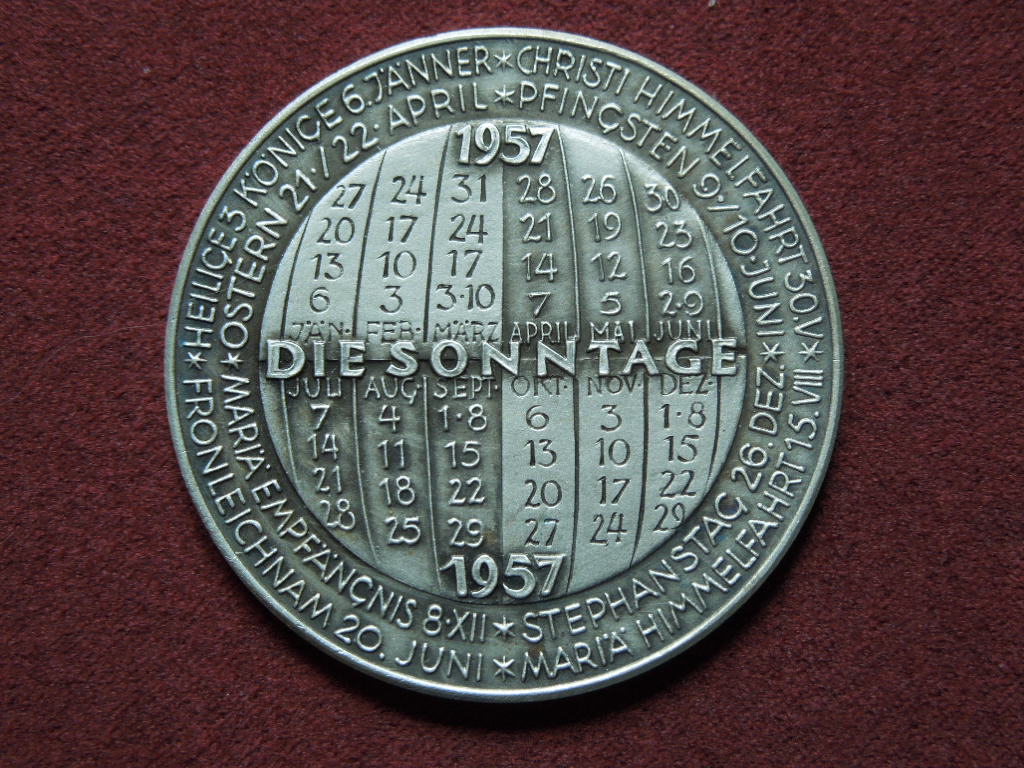 *HEILIGE 3 KÖNIGE 6. JÄNNER*CHRISTI HIMMELFAHRT 30.V*
*OSTERN 21./22. APRIL*PFINGSTEN 9./10. JUNI*
1957
27 24 31 28 26 30
20 17 24 21 19 23
13 10 17 14 12 16
6 3 3·10 7 5 2·9
JÄN· FEB· MÄRZ APRIL MAI JUNI
DIE SONNTAGE
JULI AUG· SEPT· OKT· NOV· DEZ·
7 4 1·8 6 3 1·8
14 11 15 13 10 15
21 18 22 20 17 22
28 25 29 27 24 29
1957
MARIÄ EMPFÄNGNIS 8·XII*STEPHANSTAG 26. DEZ.
FRONLEICHNAM 20. JUNI*MARIÄ HIMMELFAHRT 15. VIII